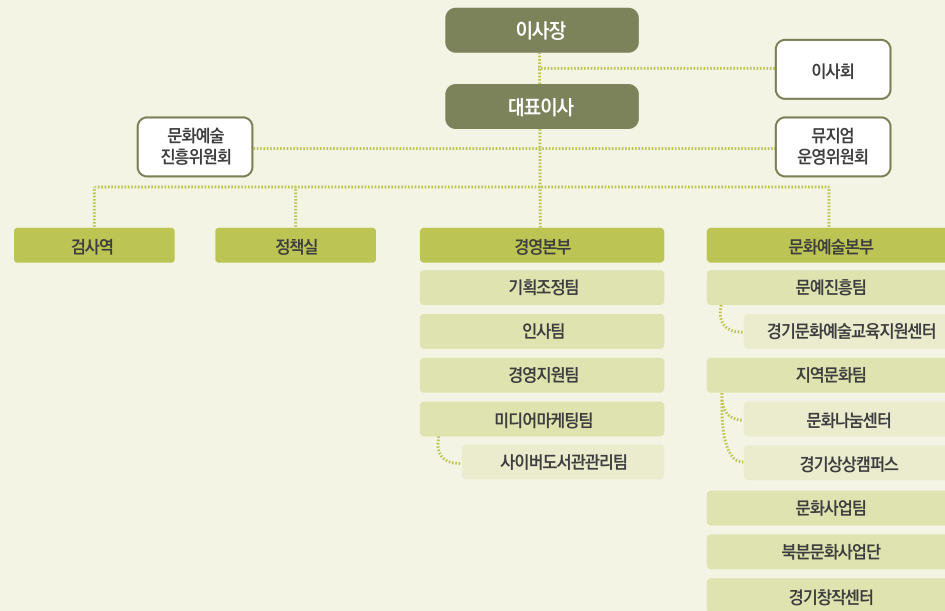 이사장
이사회
대표이사
문화예술
진흥위원회
뮤지엄
운영위원회
검사역
정책실
경영본부
기획조정팀
인사팀
경영지원팀
미디어마케팅팀
사이버도서관관리팀
문화예술본부
문예진흥팀
경기문화예술교육지원센터
지역문화팀
문화나눔센터
경기상상캠퍼스
문화사업팀
북분문화사업단
경기창작센터